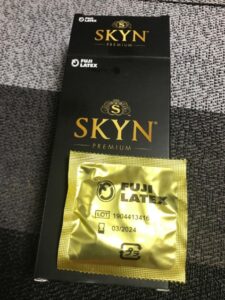 SKYN
PREMIUM
FUJI
LATEX
FUJI
LATEX
SKYN®
PREMIUM
FUJI
LATEX
LOT 1904413416
03/2024